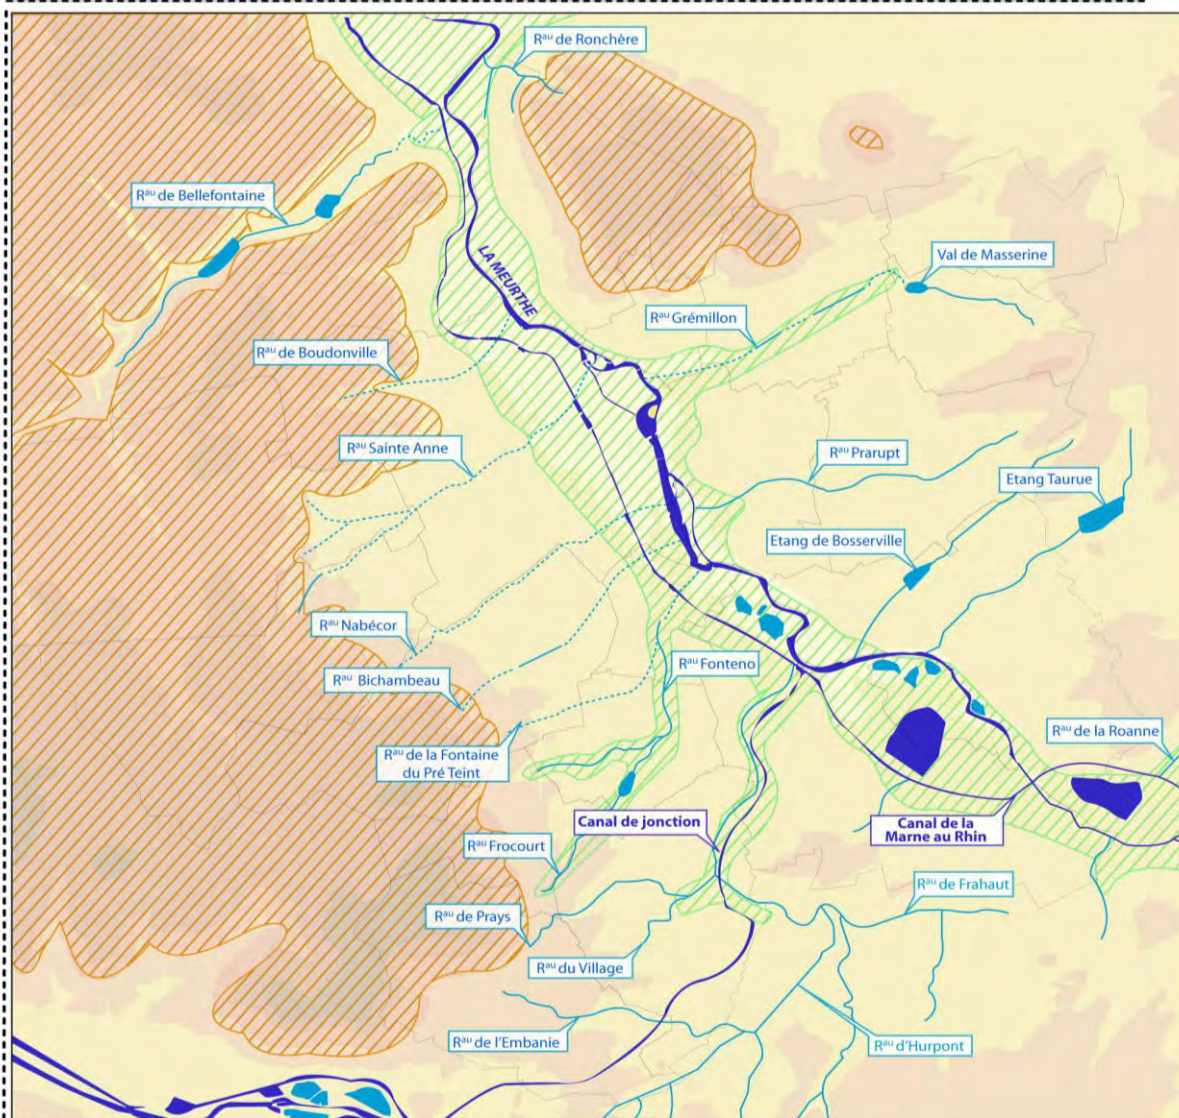 Rau de Ronchère
Rau de Bellefontaine
LA MEURTHE
Val de Masserine
Rau Grémillon
Rau de Boudonville
Rau Sainte Anne
Rau Prarupt
Etang Taurue
Etang de Bosserville
Rau Nabécor
Rau Fonteno
Rau Bichambeau
Rau de la Roanne
Rau de la Fontaine
du Pré Teint
Canal de jonction
Canal de la
Marne au Rhin
Rau Frocourt
Rau de Frahaut
Rau de Prays
Rau du Village
Rau de l'Embanie
Rau d'Hurpont